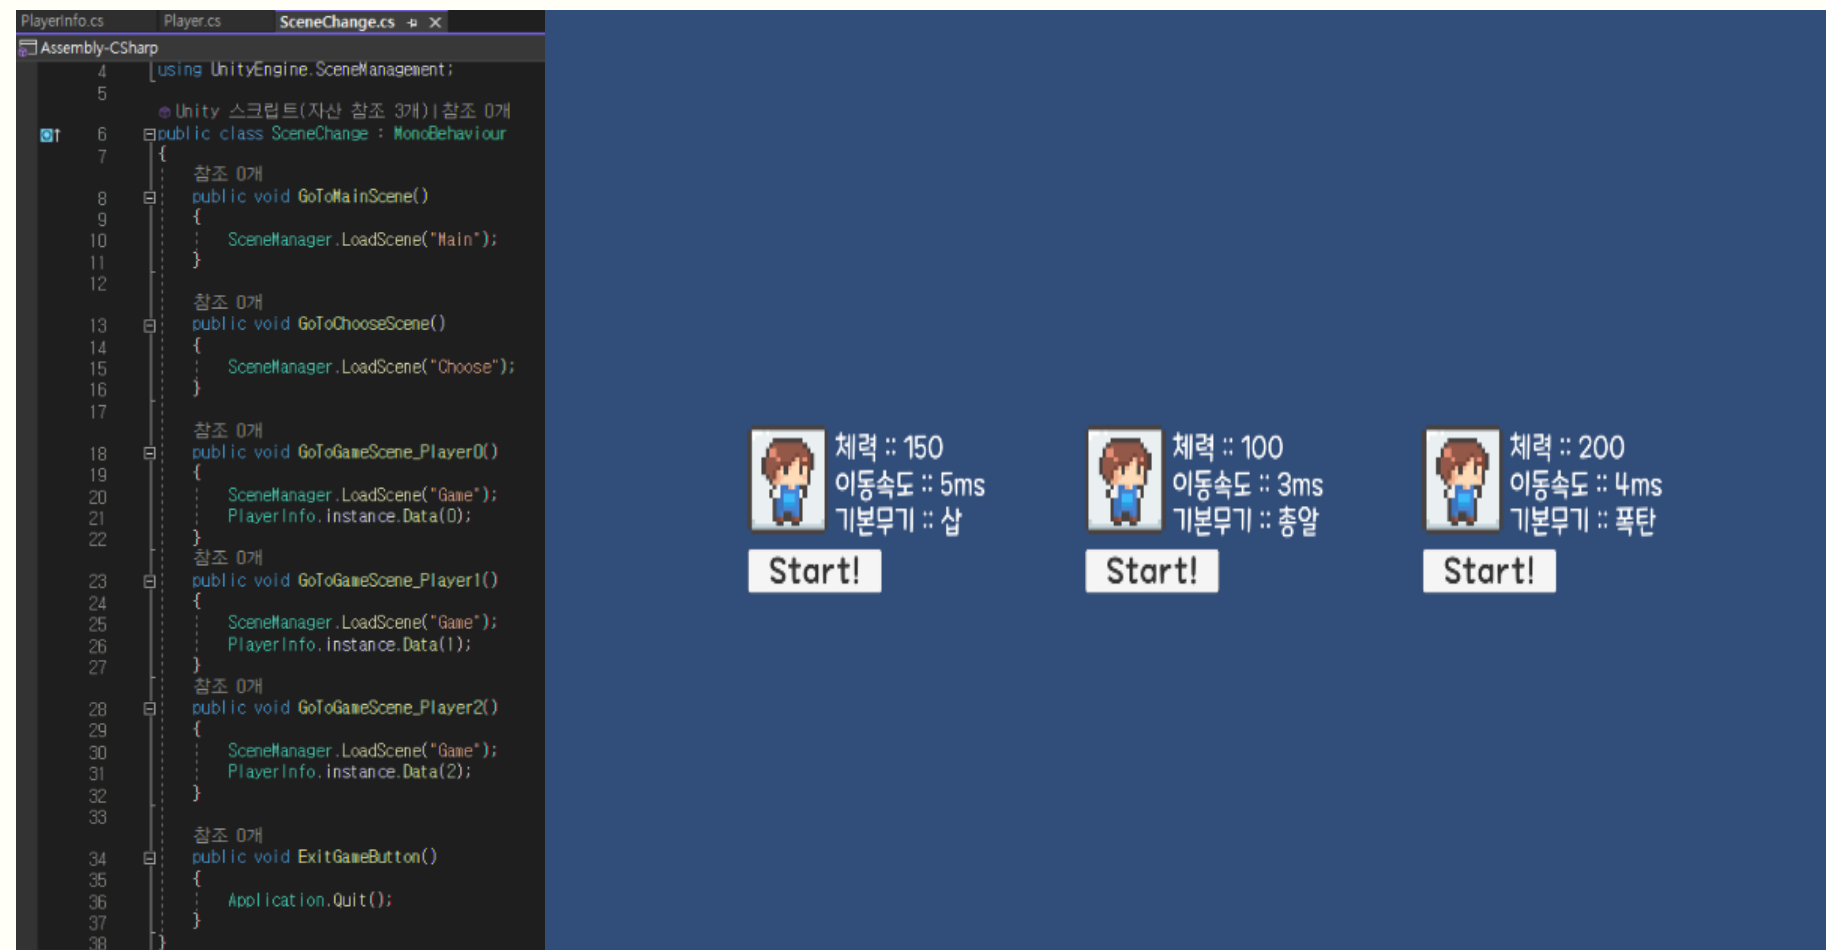 PlayerInfo.cs Player.cs SceneChange.cs
Assembly-CSharp
4 using UnityEngine.SceneManagement;
5
Unity 스크립트(자산 참조 3개)|참조 0개
6 public class SceneChange : MonoBehaviour
7 {
참조 0개
8 public void GoToMainScene()
9 {
10 SceneManager.LoadScene("Main");
11 }
12
참조 0개
13 public void GoToChooseScene()
14 {
15 SceneManager.LoadScene("Choose");
16 }
17
참조 0개
18 public void GoToGameScene_Player0()
19 {
20 SceneManager.LoadScene("Game");
21 PlayerInfo.instance.Data(0);
22 }
참조 0개
23 public void GoToGameScene_Player1()
24 {
25 SceneManager.LoadScene("Game");
26 PlayerInfo.instance.Data(1);
27 }
참조 0개
28 public void GoToGameScene_Player2()
29 {
30 SceneManager.LoadScene("Game");
31 PlayerInfo.instance.Data(2);
32 }
33
참조 0개
34 public void ExitGameButton()
35 {
36 Application.Quit();
37 }
38 }
체력 :: 150
이동속도 :: 5ms
기본무기 :: 삽
Start!
체력 :: 100
이동속도 :: 3ms
기본무기 :: 총알
Start!
체력 :: 200
이동속도 :: 4ms
기본무기 :: 폭탄
Start!